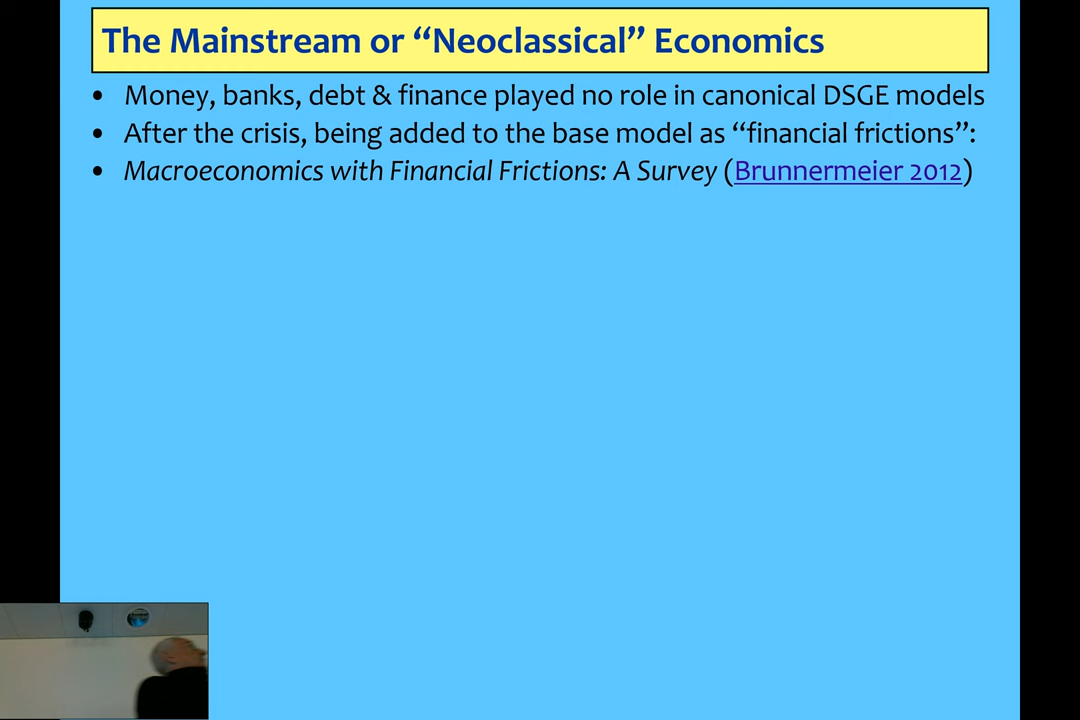 The Mainstream or “Neoclassical” Economics
• Money, banks, debt & finance played no role in canonical DSGE models
• After the crisis, being added to the base model as “financial frictions”:
• Macroeconomics with Financial Frictions: A Survey (Brunnermeier 2012)